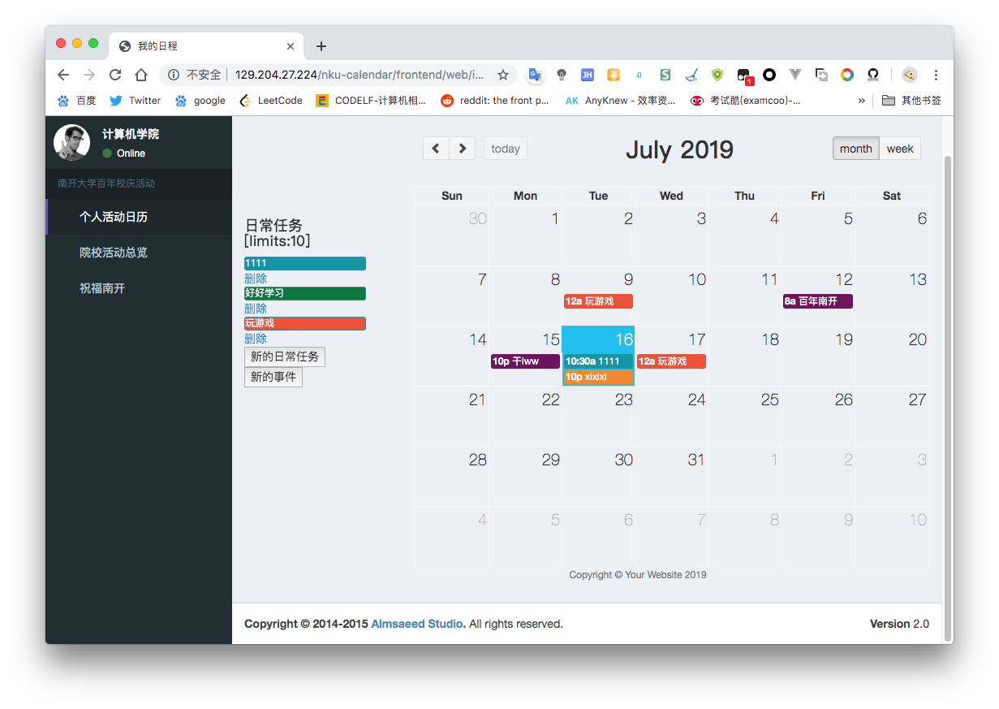 我的日程
不安全 | 129.204.27.224/nku-calendar/frontend/web/i...
JH
1
百度 Twitter google LeetCode CODELF-计算机相... reddit: the front p... AK AnyKnew - 效率资... 考试酷(examcoo)-... » 其他书签
计算机学院
Online
南开大学百年校庆活动
个人活动日历
院校活动总览
祝福南开
日常任务
[limits:10]
1111
删除
好好学习
删除
玩游戏
删除
新的日常任务
新的事件
today July 2019 month week
Sun Mon Tue Wed Thu Fri Sat
30 1 2 3 4 5 6
7 8 9 10 11 12 13
12a 玩游戏 8a 百年南开
14 15 16 17 18 19 20
10p 干lww 10:30a 1111 12a 玩游戏
10p xixixi
21 22 23 24 25 26 27
28 29 30 31 1 2 3
4 5 6 7 8 9 10
Copyright © Your Website 2019
Copyright © 2014-2015 Almsaeed Studio. All rights reserved. Version 2.0